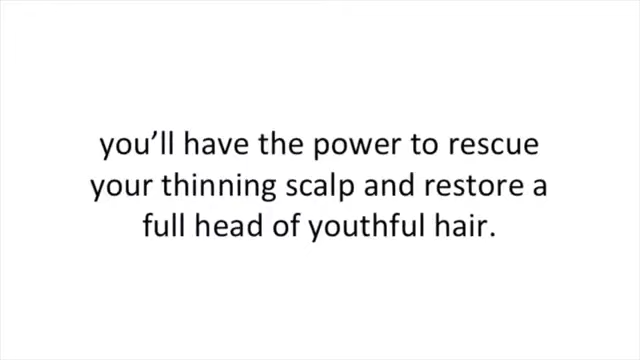 you’ll have the power to rescue
your thinning scalp and restore a
full head of youthful hair.